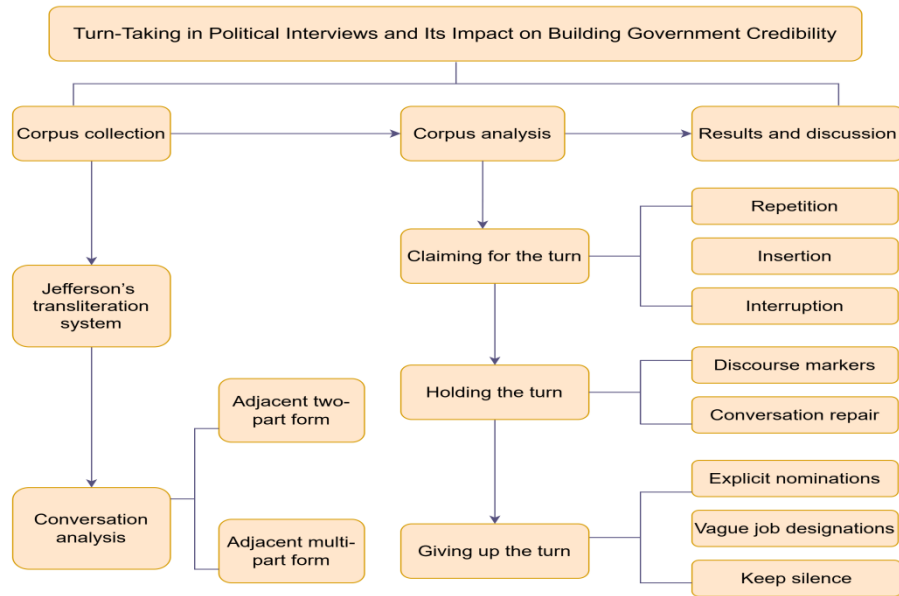 Turn-Taking in Political Interviews and Its Impact on Building Government Credibility
Corpus collection
Corpus analysis
Results and discussion
Repetition
Claiming for the turn
Insertion
Interruption
Jefferson's
transliteration
system
Discourse markers
Holding the turn
Conversation repair
Adjacent two-
part form
Explicit nominations
Conversation
analysis
Vague job designations
Giving up the turn
Adjacent multi-
part form
Keep silence